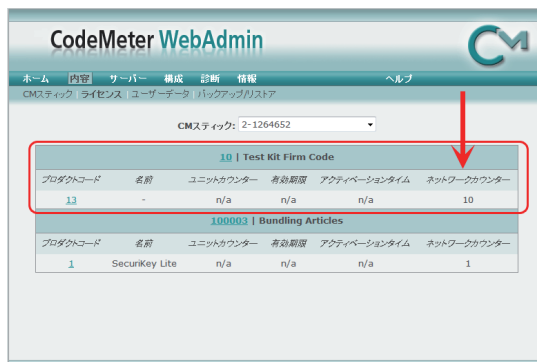 CodeMeter WebAdmin
CM
ホーム 内容 サーバー 構成 診断 情報 ヘルプ
CMスティック | ライセンス | ユーザーデータ | バックアップ/リストア
CMスティック: 2-1264652
10 | Test Kit Firm Code
プロダクトコード 名前 ユニットカウンター 有効期限 アクティベーションタイム ネットワークカウンター
13 - n/a n/a n/a 10
100003 | Bundling Articles
プロダクトコード 名前 ユニットカウンター 有効期限 アクティベーションタイム ネットワークカウンター
1 SecuriKey Lite n/a n/a n/a 1